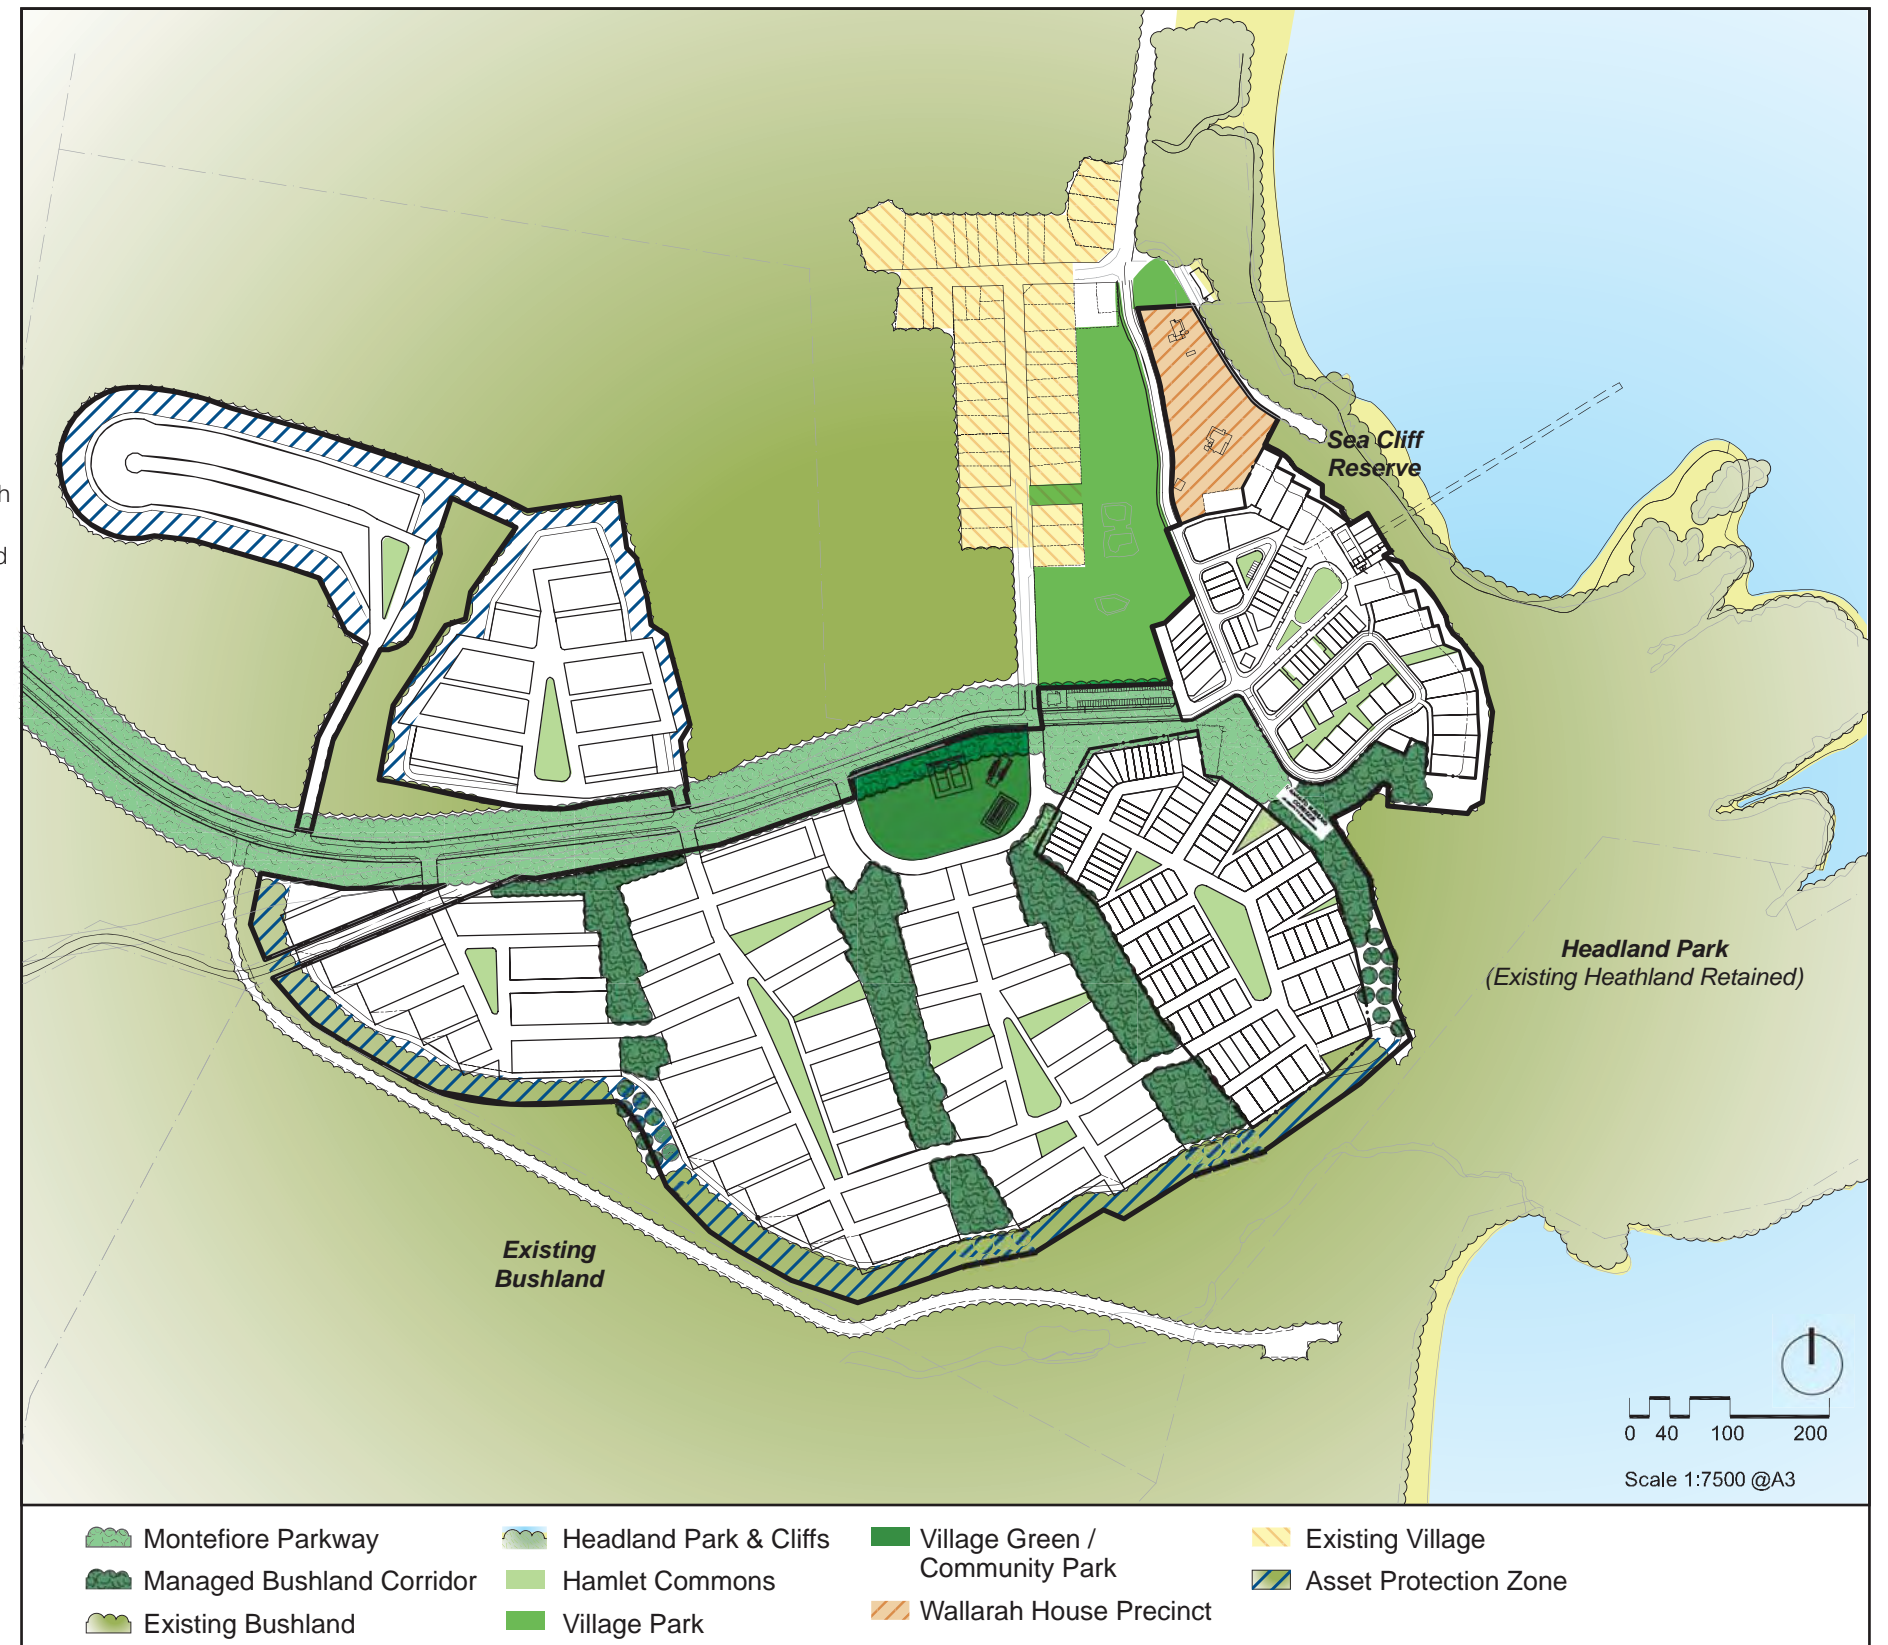 h
d
Sea Cliff
Reserve
Headland Park
(Existing Heathland Retained)
Existing
Bushland
0 40 100 200
Scale 1:7500 @A3
Montefiore Parkway
Managed Bushland Corridor
Existing Bushland
Headland Park & Cliffs
Hamlet Commons
Village Park
Village Green /
Community Park
Wallarah House Precinct
Existing Village
Asset Protection Zone